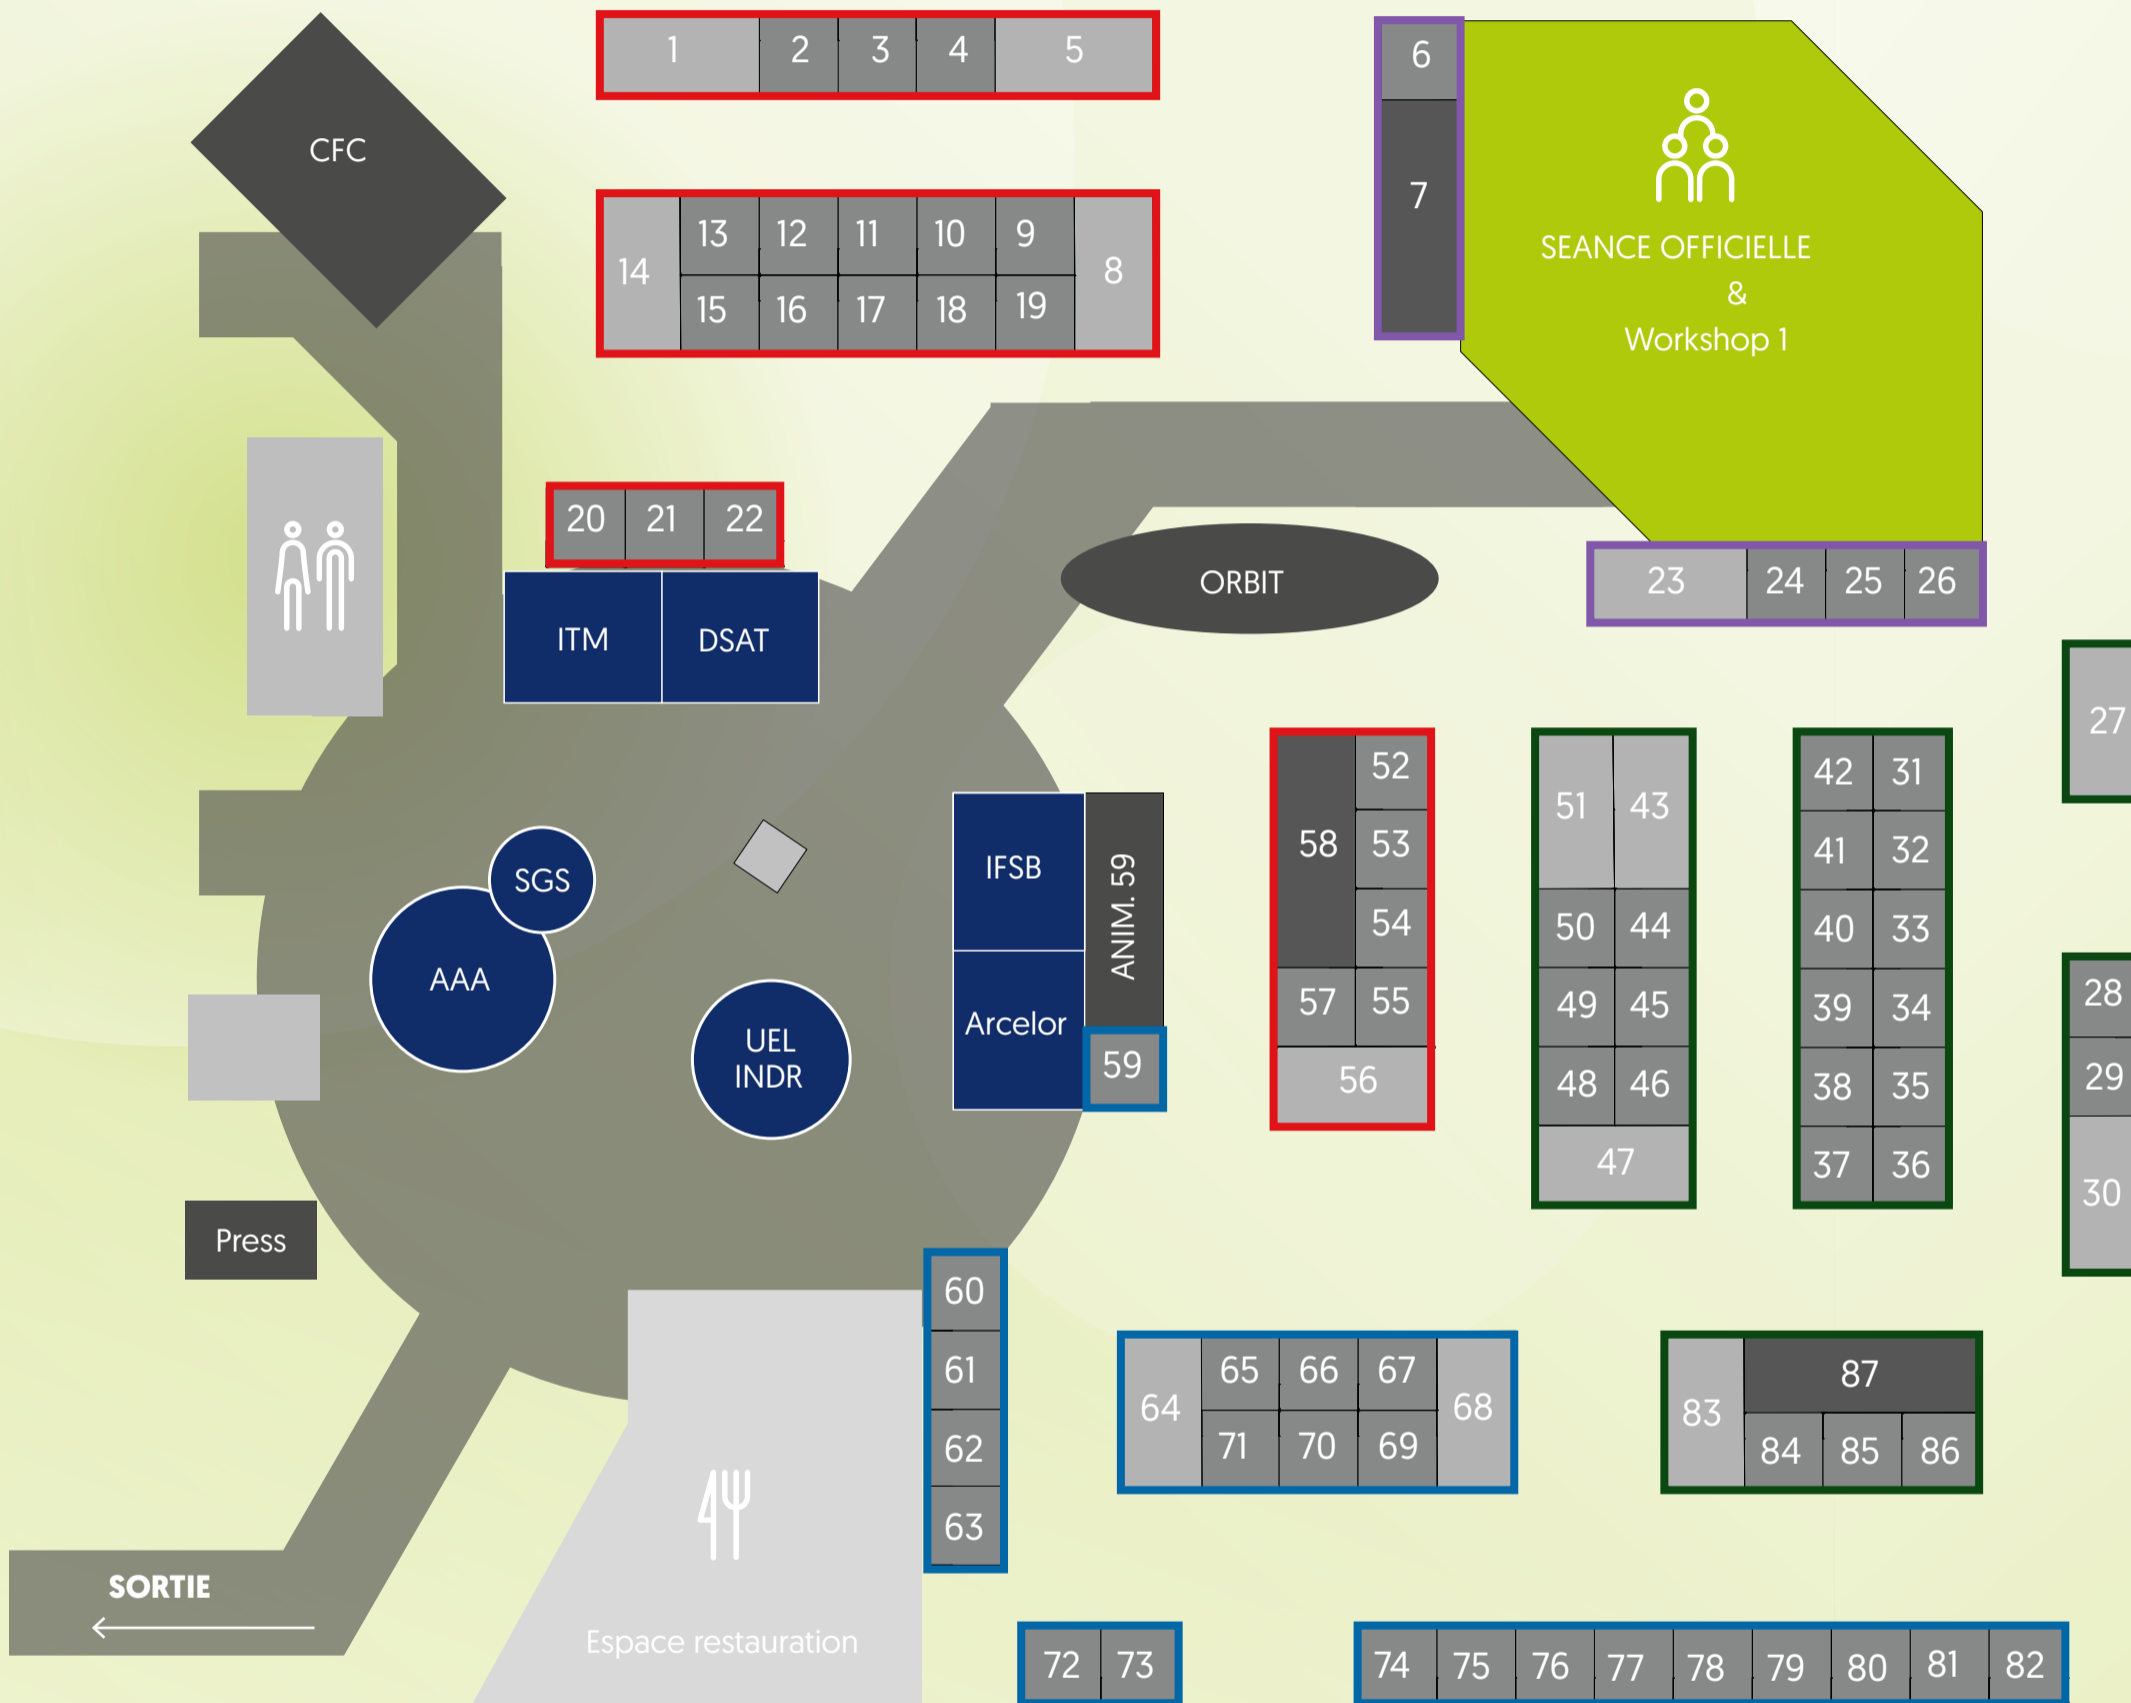 1 2 3 4 5
6
CFC
7
SEANCE OFFICIELLE
&
Workshop 1
14 13 12 11 10 9 8
15 16 17 18 19
20 21 22
ITM DSAT
ORBIT
23 24 25 26
27
SGS
AAA
UEL
INDR
IFSB
Arcelor
ANIM. 59
59
58 52
53
54
57 55
56
51 43
50 44
49 45
48 46
47
42 31
41 32
40 33
39 34
38 35
37 36
28
29
30
Press
60
61
62
63
64 65 66 67 68
71 70 69
83 87
84 85 86
SORTIE
Espace restauration
72 73
74 75 76 77 78 79 80 81 82